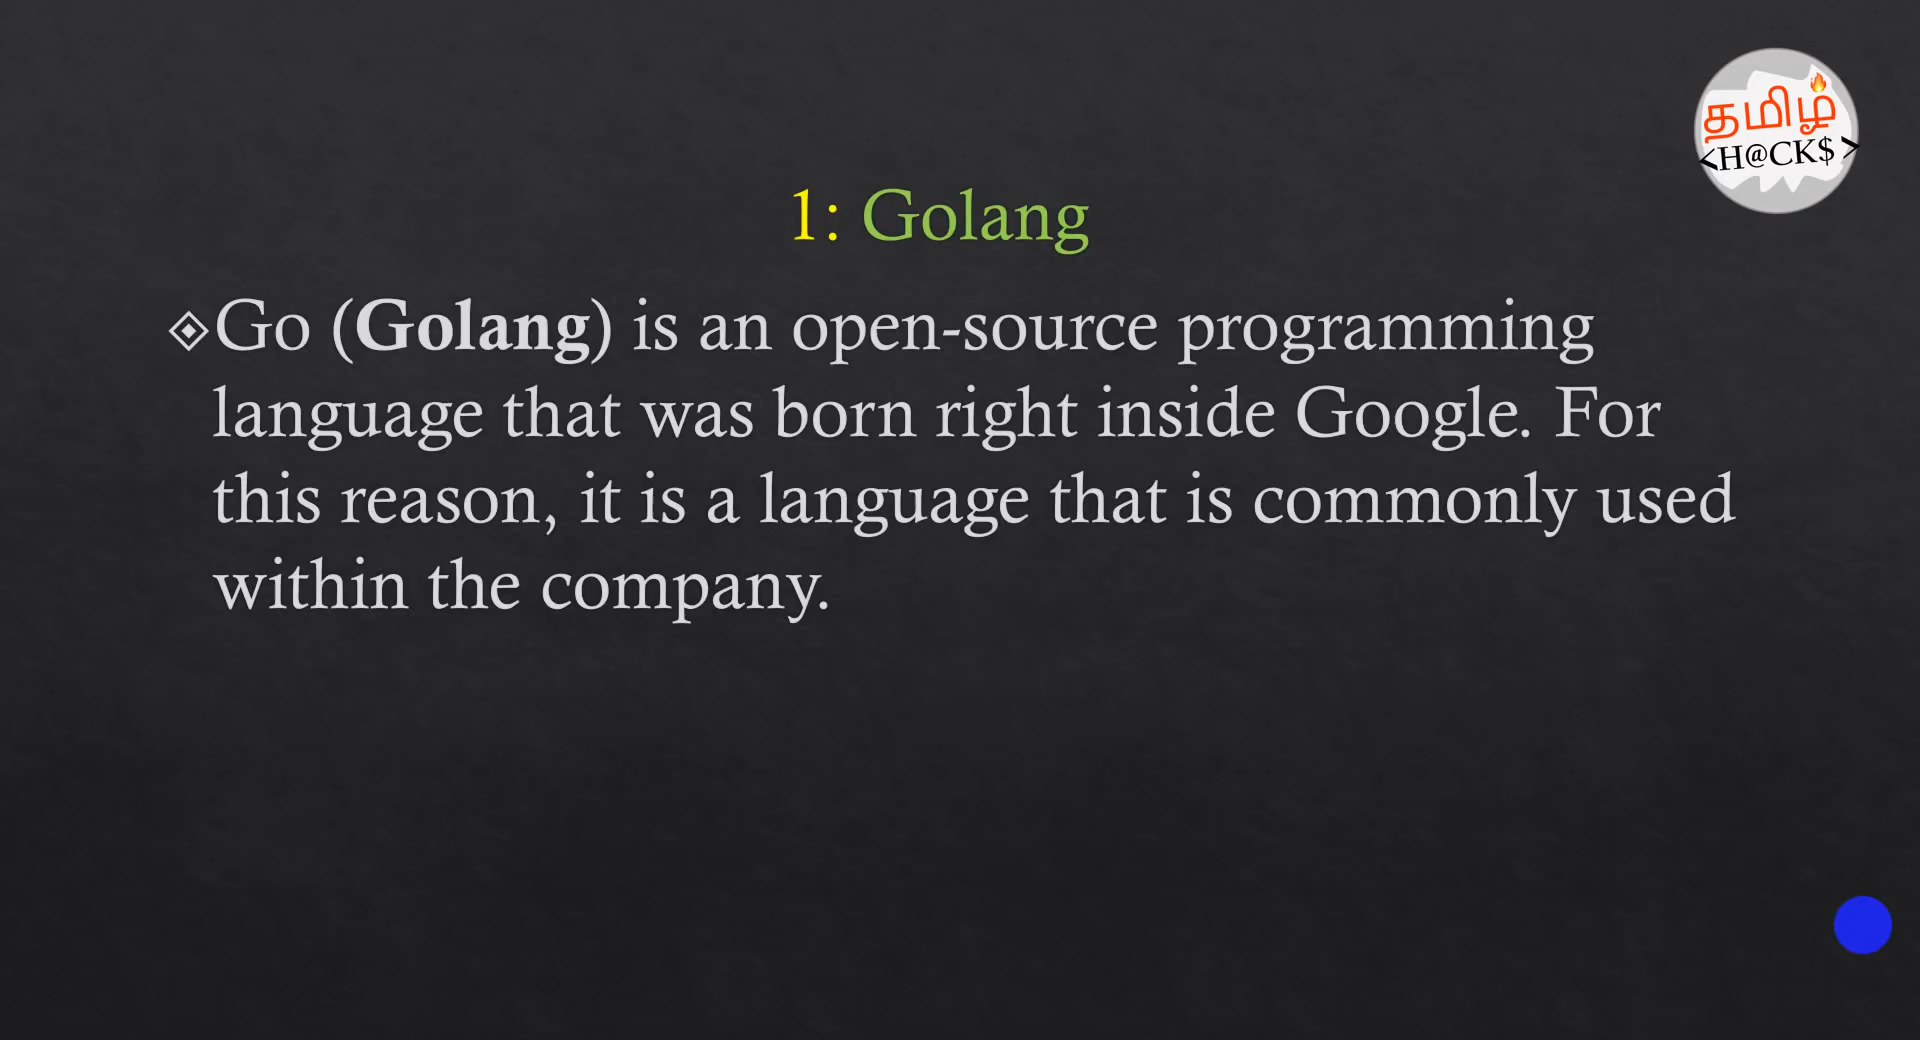 தமிழ்
<H@CK$>
1: Golang
Go (Golang) is an open-source programming
language that was born right inside Google. For
this reason, it is a language that is commonly used
within the company.